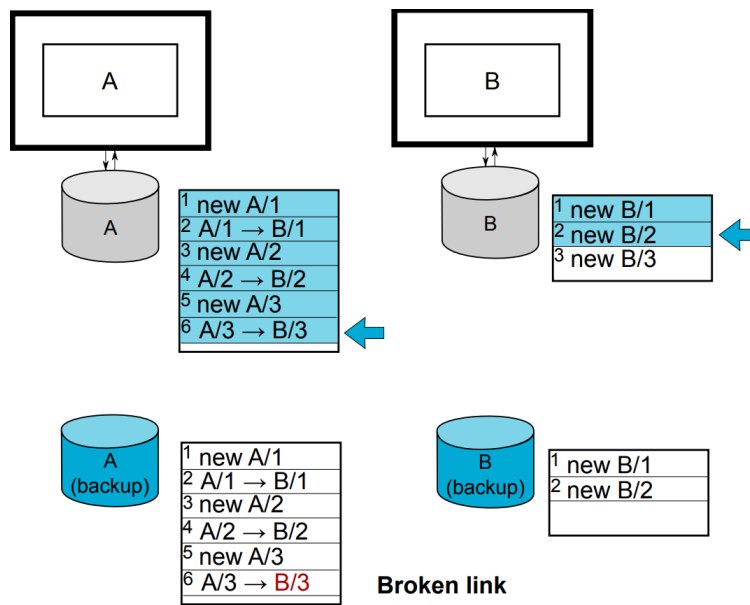 A
B
A
1 new A/1
2 A/1 → B/1
3 new A/2
4 A/2 → B/2
5 new A/3
6 A/3 → B/3
B
1 new B/1
2 new B/2
3 new B/3
A
(backup)
1 new A/1
2 A/1 → B/1
3 new A/2
4 A/2 → B/2
5 new A/3
6 A/3 → B/3
B
(backup)
1 new B/1
2 new B/2
Broken link